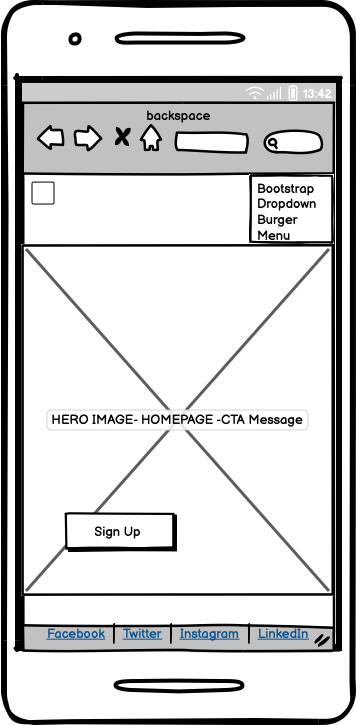 13:42
backspace
Bootstrap
Dropdown
Burger
Menu
HERO IMAGE- HOMEPAGE -CTA Message
Sign Up
Facebook Twitter Instagram LinkedIn